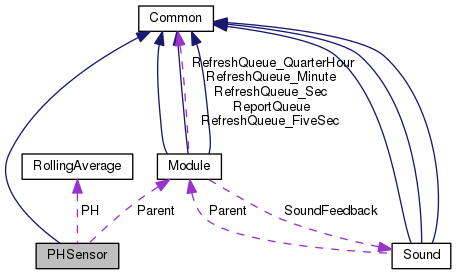 Common
RefreshQueue_QuarterHour
RefreshQueue_Minute
RefreshQueue_Sec
ReportQueue
RefreshQueue_FiveSec
RollingAverage
Module
PH
Parent
Parent
SoundFeedback
PHSensor
Sound